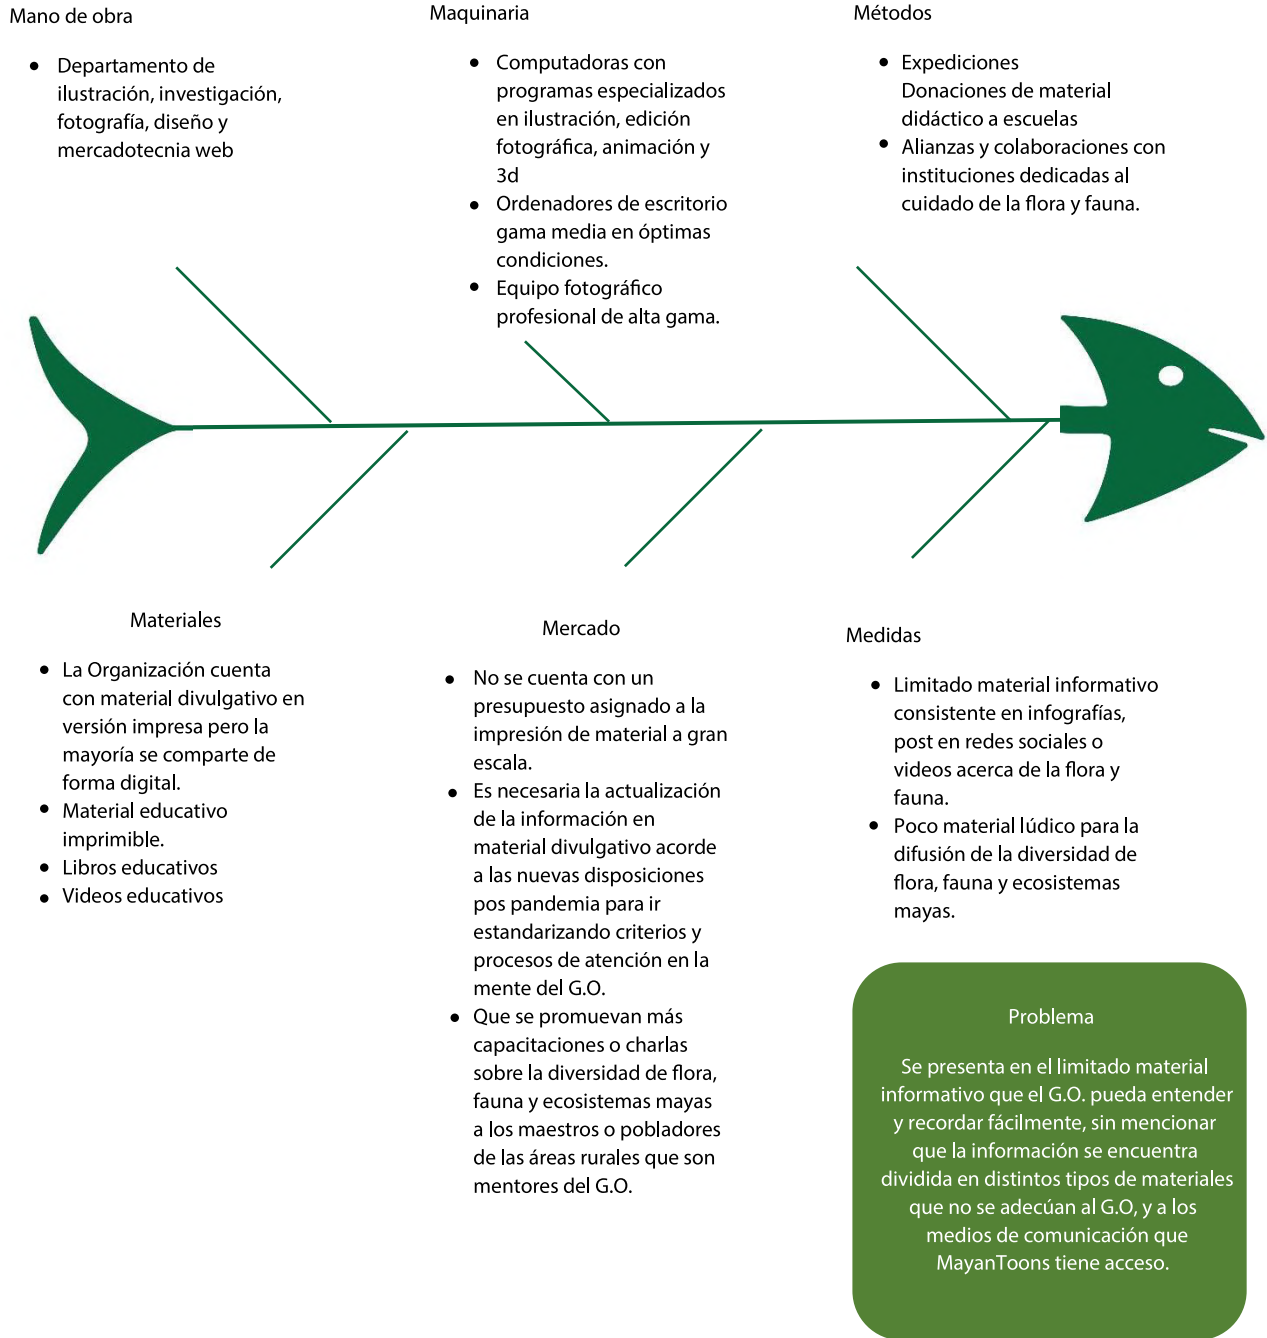 Mano de obra
Departamento de
ilustración, investigación,
fotografía, diseño y
mercadotecnia web
Maquinaria
Computadoras con
programas especializados
en ilustración, edición
fotográfica, animación y
3d
Ordenadores de escritorio
gama media en óptimas
condiciones.
Equipo fotográfico
profesional de alta gama.
Métodos
Expediciones
Donaciones de material
didáctico a escuelas
Alianzas y colaboraciones con
instituciones dedicadas al
cuidado de la flora y fauna.
Materiales
La Organización cuenta
con material divulgativo en
versión impresa pero la
mayoría se comparte de
forma digital.
Material educativo
imprimible.
Libros educativos
Videos educativos
Mercado
No se cuenta con un
presupuesto asignado a la
impresión de material a gran
escala.
Es necesaria la actualización
de la información en
material divulgativo acorde
a las nuevas disposiciones
pos pandemia para ir
estandarizando criterios y
procesos de atención en la
mente del G.O.
Que se promuevan más
capacitaciones o charlas
sobre la diversidad de flora,
fauna y ecosistemas mayas
a los maestros o pobladores
de las áreas rurales que son
mentores del G.O.
Medidas
Limitado material informativo
consistente en infografías,
post en redes sociales o
videos acerca de la flora y
fauna.
Poco material lúdico para la
difusión de la diversidad de
flora, fauna y ecosistemas
mayas.
Problema
Se presenta en el limitado material
informativo que el G.O. pueda entender
y recordar fácilmente, sin mencionar
que la información se encuentra
dividida en distintos tipos de materiales
que no se adecúan al G.O, y a los
medios de comunicación que
MayanToons tiene acceso.